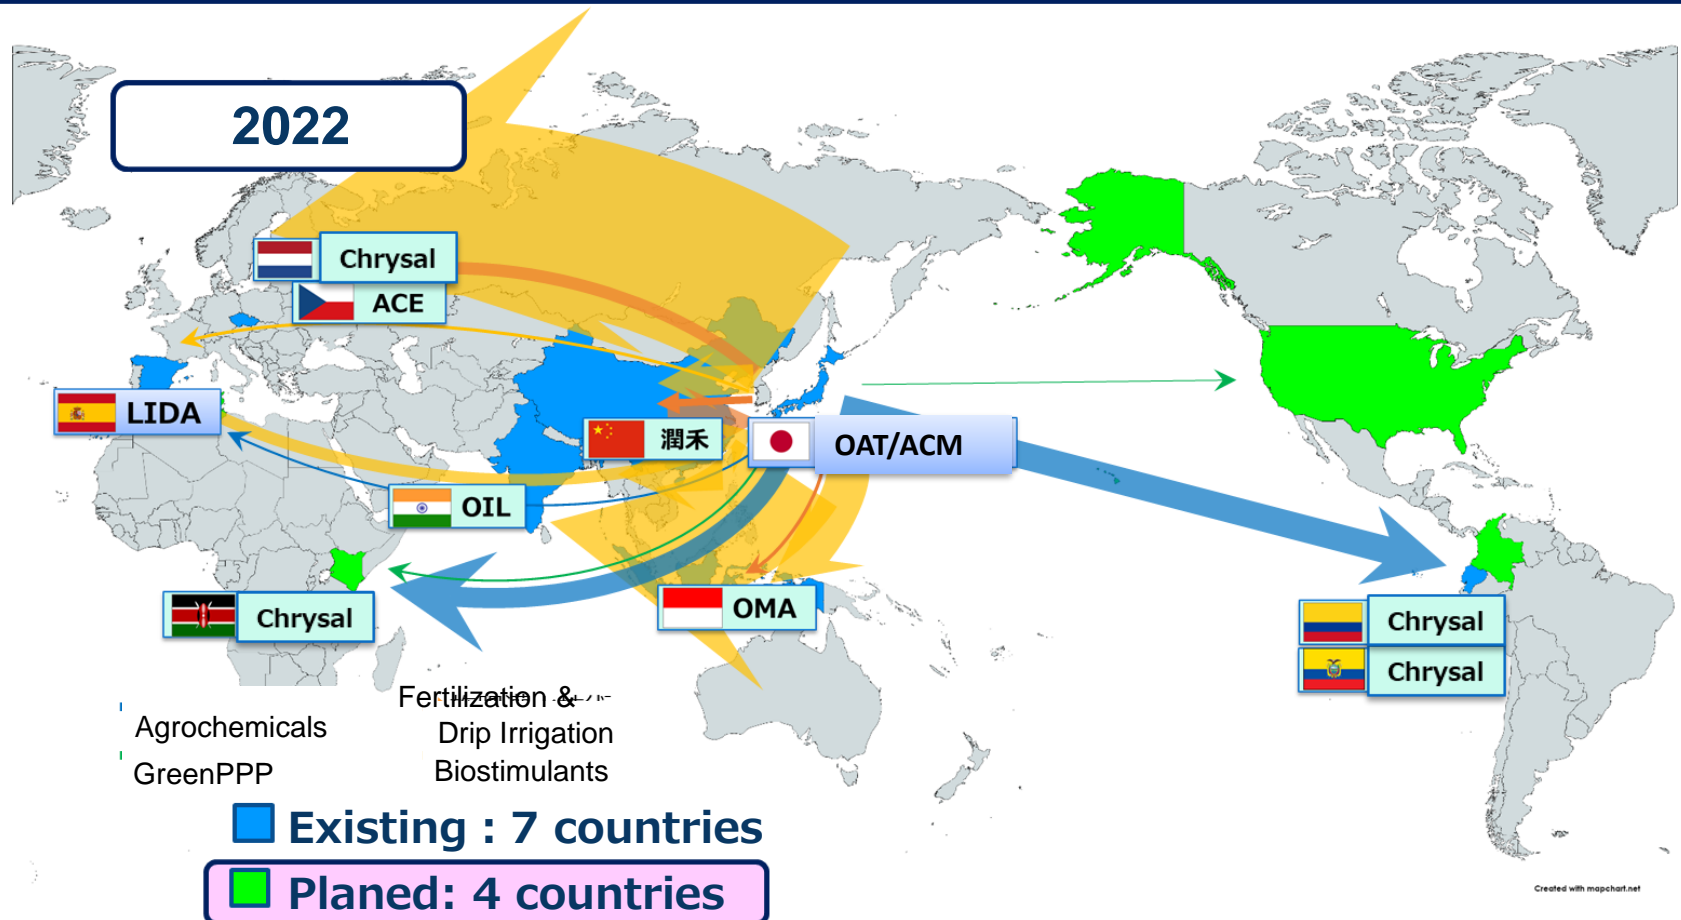 2022
Chrysal
ACE
LIDA
潤禾
OAT/ACM
OIL
Chrysal
OMA
Chrysal
Chrysal
Fertilization &
Agrochemicals
Drip Irrigation
GreenPPP
Biostimulants
Existing : 7 countries
Planed: 4 countries
Created with mapchart.net